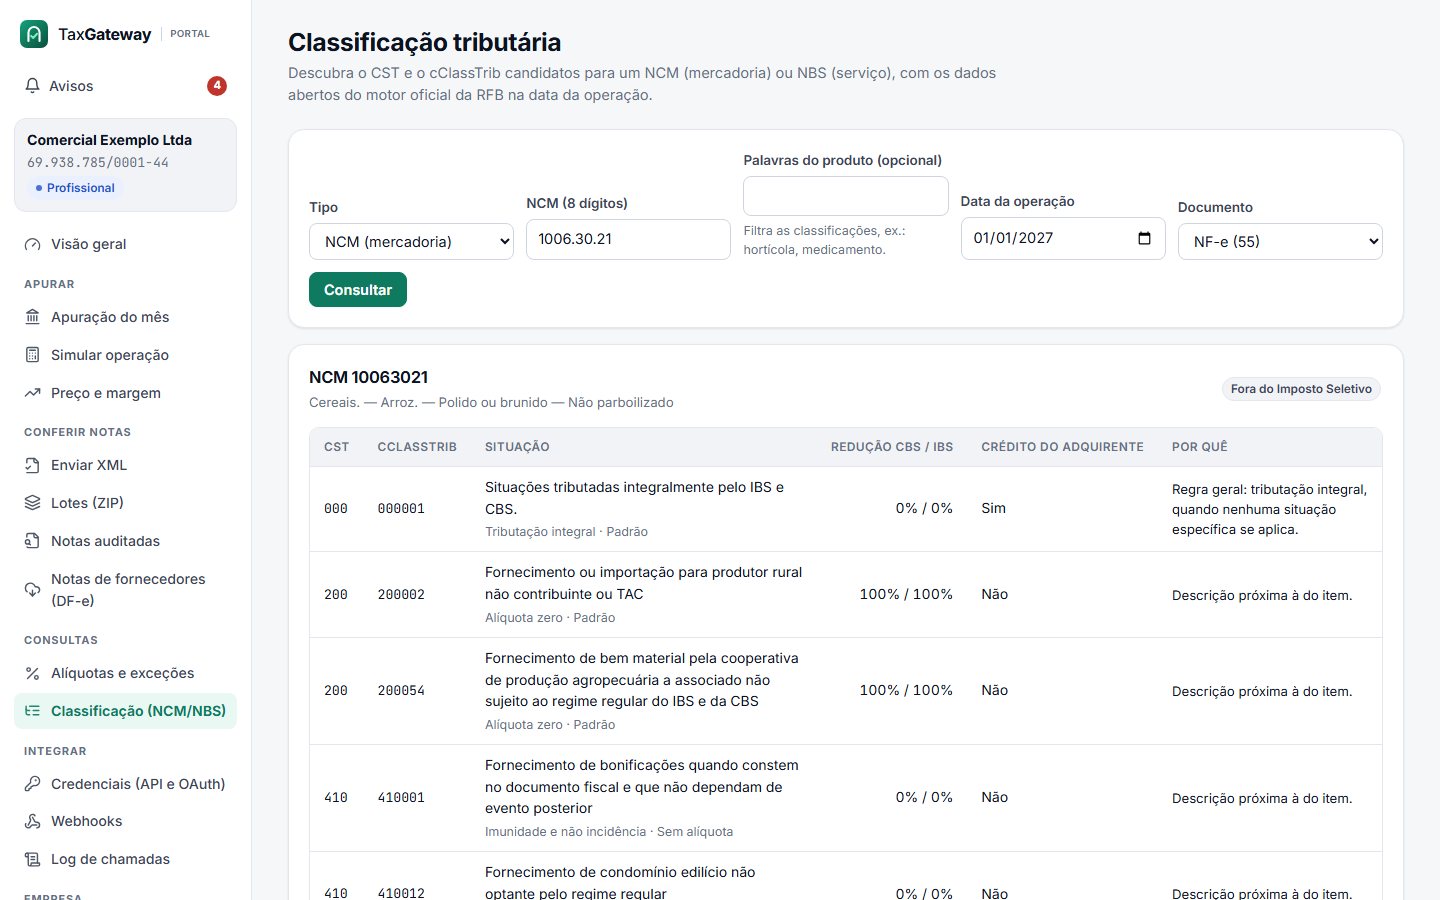 TaxGateway PORTAL
Avisos 4
Comercial Exemplo Ltda
69.938.785/0001-44
Profissional
Visão geral
APURAR
Apuração do mês
Simular operação
Preço e margem
CONFERIR NOTAS
Enviar XML
Lotes (ZIP)
Notas auditadas
Notas de fornecedores
(DF-e)
CONSULTAS
Alíquotas e exceções
Classificação (NCM/NBS)
INTEGRAR
Credenciais (API e OAuth)
Webhooks
Log de chamadas
EMPRESA
Classificação tributária
Descubra o CST e o cClassTrib candidatos para um NCM (mercadoria) ou NBS (serviço), com os dados
abertos do motor oficial da RFB na data da operação.
Tipo
NCM (mercadoria)
NCM (8 dígitos)
1006.30.21
Palavras do produto (opcional)
Filtra as classificações, ex.:
hortícola, medicamento.
Data da operação
01/01/2027
Documento
NF-e (55)
Consultar
NCM 10063021
Cereais. — Arroz. — Polido ou brunido — Não parboilizado
Fora do Imposto Seletivo
CST CCLASSTRIB SITUAÇÃO REDUÇÃO CBS / IBS CRÉDITO DO ADQUIRENTE POR QUÊ
000 000001
Situações tributadas integralmente pelo IBS e
CBS.
Tributação integral · Padrão
0% / 0% Sim
Regra geral: tributação integral,
quando nenhuma situação
específica se aplica.
200 200002
Fornecimento ou importação para produtor rural
não contribuinte ou TAC
Alíquota zero · Padrão
100% / 100% Não Descrição próxima à do item.
200 200054
Fornecimento de bem material pela cooperativa
de produção agropecuária a associado não
sujeito ao regime regular do IBS e da CBS
Alíquota zero · Padrão
100% / 100% Não Descrição próxima à do item.
410 410001
Fornecimento de bonificações quando constem
no documento fiscal e que não dependam de
evento posterior
Imunidade e não incidência · Sem alíquota
0% / 0% Não Descrição próxima à do item.
410 410012
Fornecimento de condomínio edilício não
optante pelo regime regular
0% / 0% Não Descrição próxima à do item.